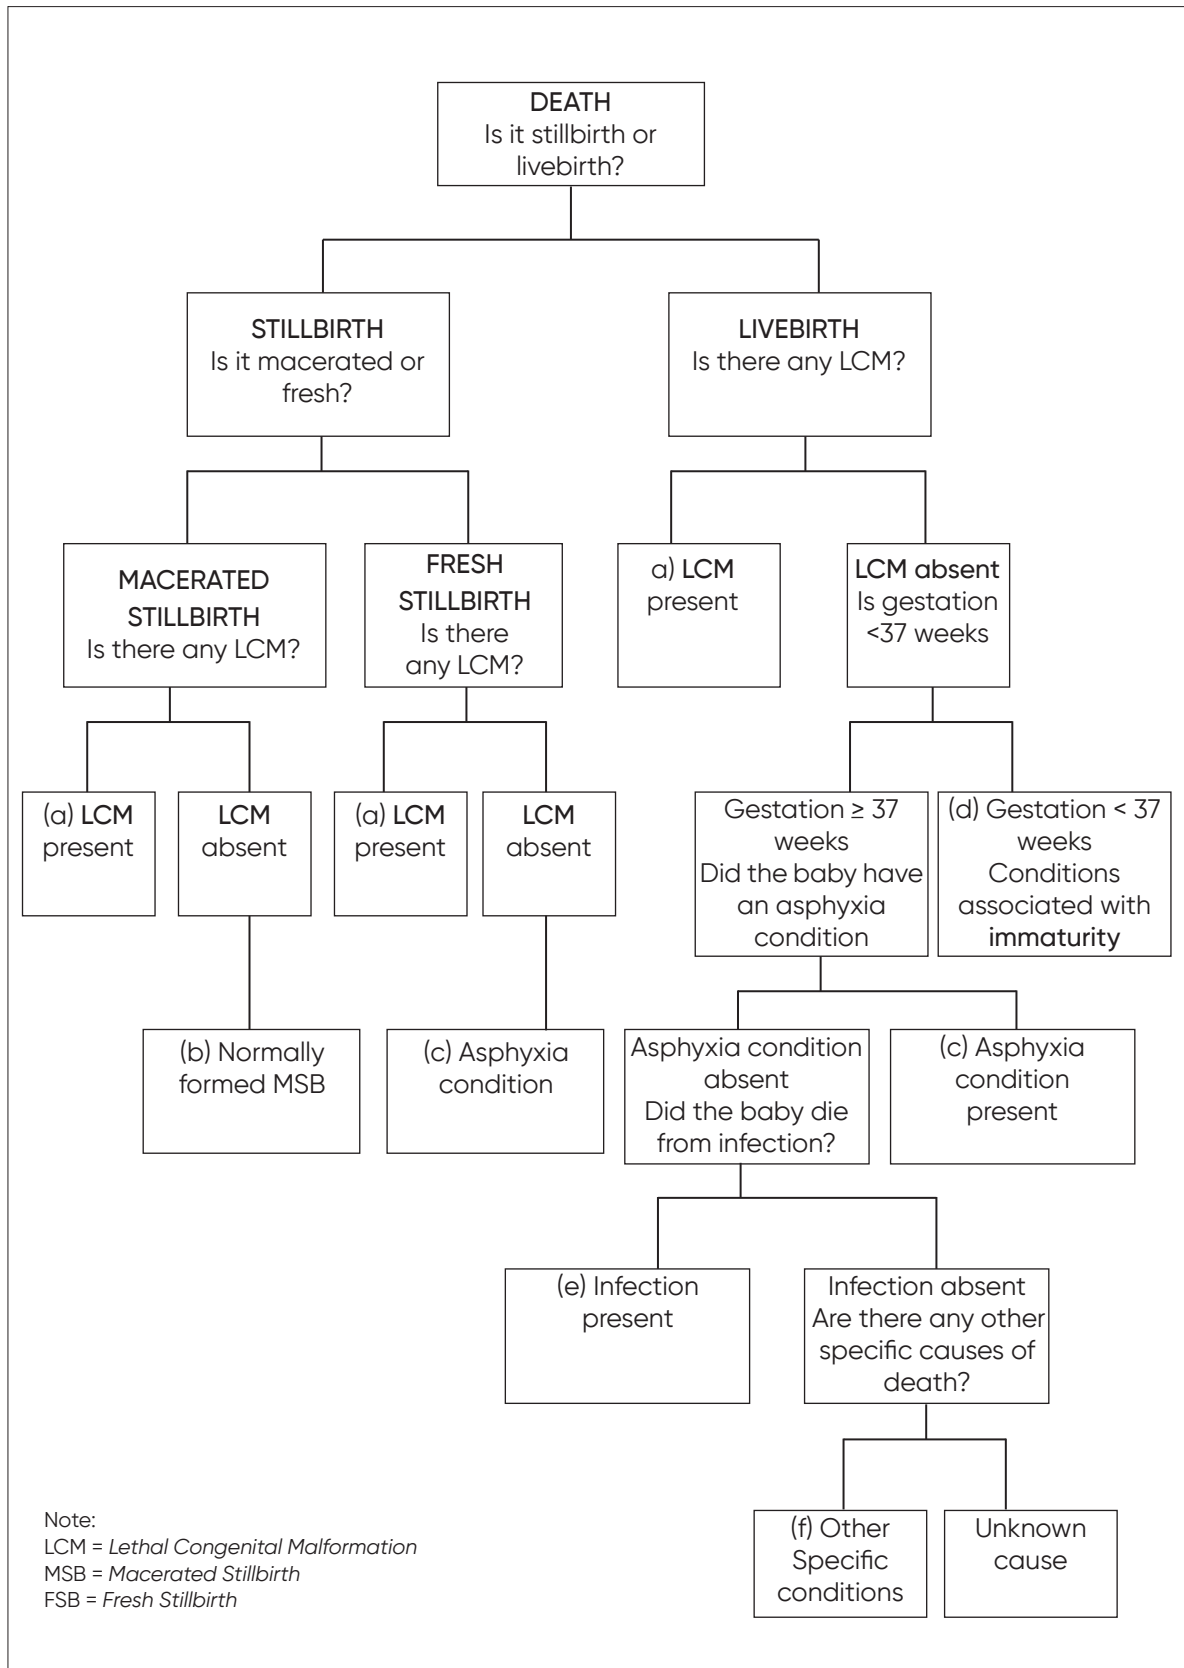 DEATH
Is it stillbirth or
livebirth?
STILLBIRTH
Is it macerated or
fresh?
LIVEBIRTH
Is there any LCM?
MACERATED
STILLBIRTH
Is there any LCM?
FRESH
STILLBIRTH
Is there
any LCM?
a) LCM
present
LCM absent
Is gestation
<37 weeks
(a) LCM
present
LCM
absent
(a) LCM
present
LCM
absent
Gestation ≥ 37
weeks
Did the baby have
an asphyxia
condition
(d) Gestation < 37
weeks
Conditions
associated with
immaturity
(b) Normally
formed MSB
(c) Asphyxia
condition
Asphyxia condition
absent
Did the baby die
from infection?
(c) Asphyxia
condition
present
(e) Infection
present
Infection absent
Are there any other
specific causes of
death?
(f) Other
Specific
conditions
Unknown
cause
Note:
LCM = Lethal Congenital Malformation
MSB = Macerated Stillbirth
FSB = Fresh Stillbirth